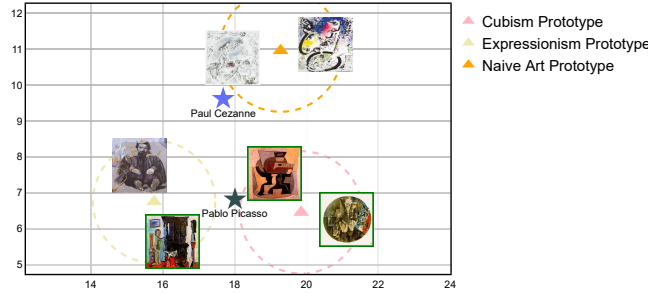 12
11
10
9
8
7
6
5
14
16
18
20
22
24
Paul Cezanne
Pablo Picasso
Cubism Prototype
Expressionism Prototype
Naive Art Prototype